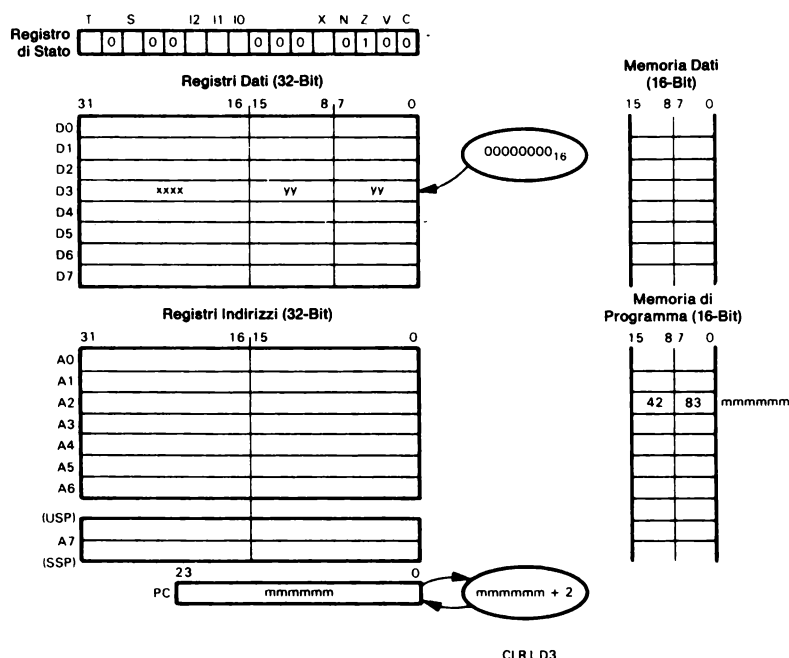 T S I2 I1 I0 X N Z V C
Registro di Stato
0 0 0 0 0 0 0 1 0 0
Registri Dati (32-Bit)
31 16 15 8 7 0
D0
D1
D2
D3 xxxx yy yy
D4
D5
D6
D7
00000000₁₆
Memoria Dati
(16-Bit)
15 8 7 0
Registri Indirizzi (32-Bit)
31 16 15 0
A0
A1
A2
A3
A4
A5
A6
(USP)
A7
(SSP)
23 0
PC mmmmmm
mmmmmm + 2
Memoria di
Programma (16-Bit)
15 8 7 0
42 83 mmmmmm
CLR.L D3